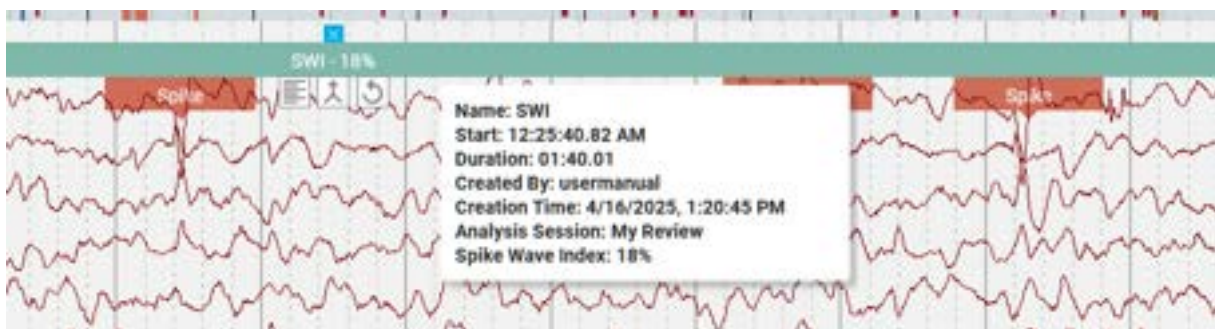 SWI - 18%
Spike
Spike
Name: SWI
Start: 12:25:40.82 AM
Duration: 01:40.01
Created By: usermanual
Creation Time: 4/16/2025, 1:20:45 PM
Analysis Session: My Review
Spike Wave Index: 18%